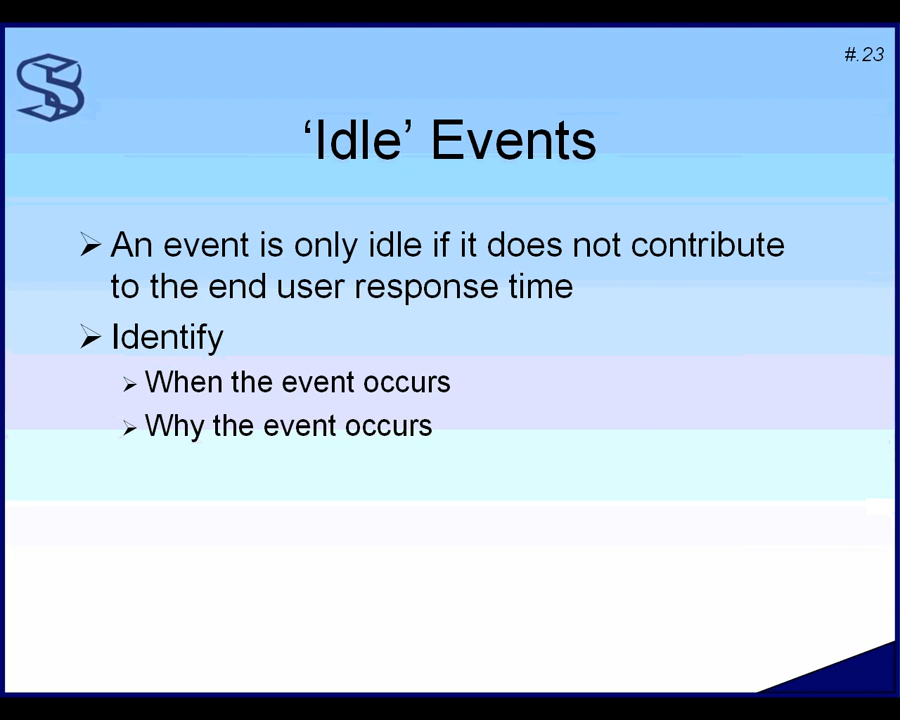 #.23
‘Idle’ Events
An event is only idle if it does not contribute
to the end user response time
Identify
When the event occurs
Why the event occurs